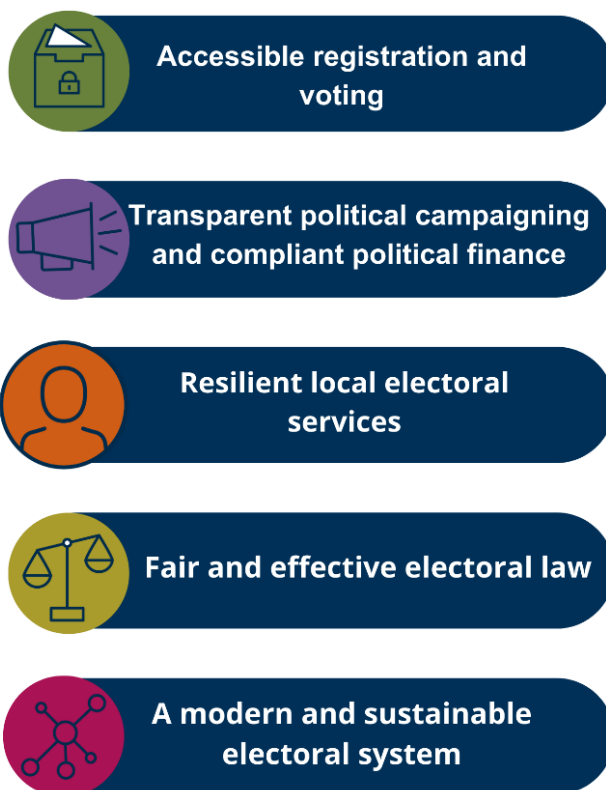 Accessible registration and
voting
Transparent political campaigning
and compliant political finance
Resilient local electoral
services
Fair and effective electoral law
A modern and sustainable
electoral system